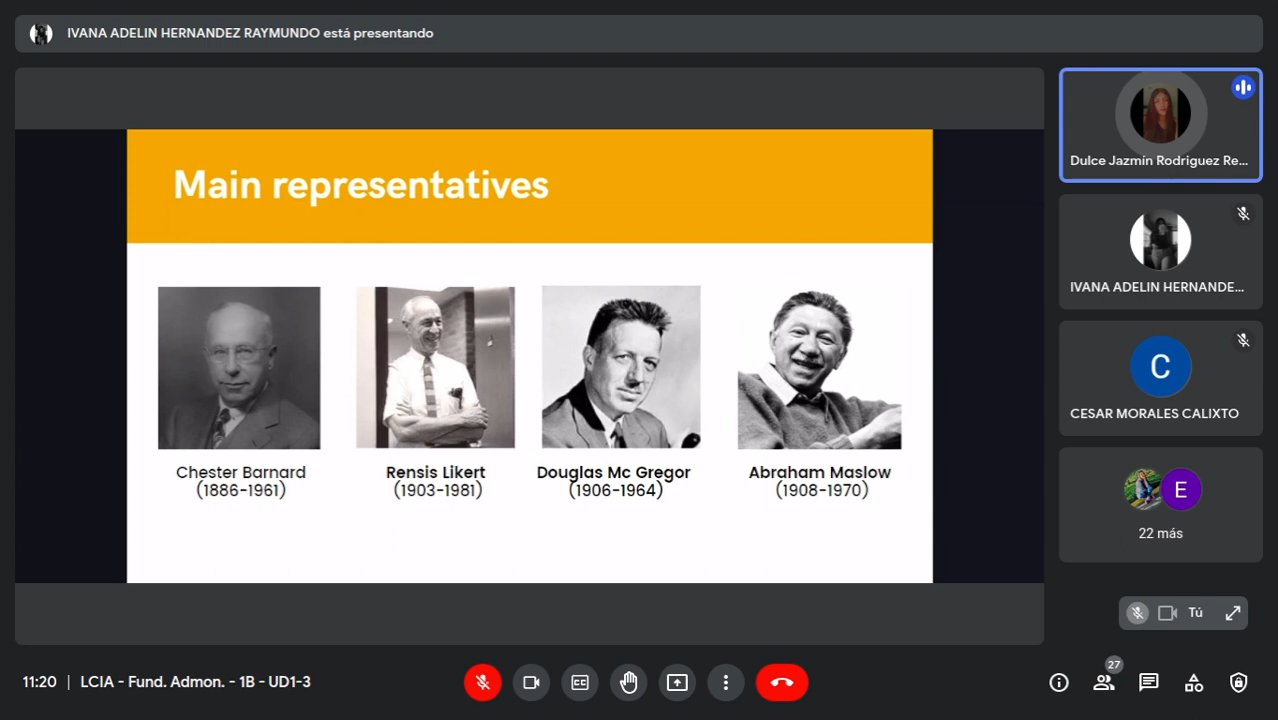 IVANA ADELIN HERNANDEZ RAYMUNDO está presentando
Main representatives
Chester Barnard
(1886-1961)
Rensis Likert
(1903-1981)
Douglas Mc Gregor
(1906-1964)
Abraham Maslow
(1908-1970)
Dulce Jazmín Rodriguez Re...
IVANA ADELIN HERNANDE...
C
CESAR MORALES CALIXTO
E
22 más
Tú
11:20 | LCIA - Fund. Admon. - 1B - UD1-3
CC
27